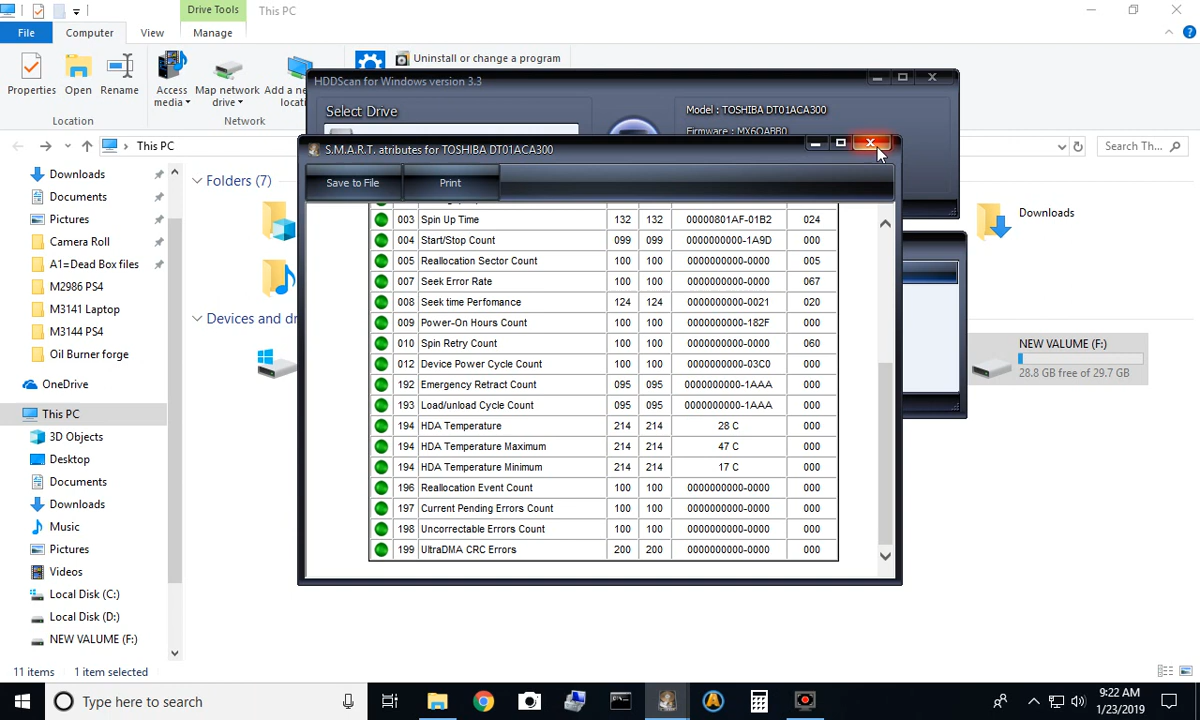 Drive Tools
This PC
File
Computer
View
Manage
Properties
Open
Rename
Access media
Map network drive
Add a ne
locati
Location
Network
Uninstall or change a program
HDDScan for Windows version 3.3
Select Drive
Model : TOSHIBA DT01ACA300
Firmware : MX6OABB0
This PC
Search Th...
S.M.A.R.T. atributes for TOSHIBA DT01ACA300
Save to File
Print
003 Spin Up Time 132 132 00000801AF-01B2 024
004 Start/Stop Count 099 099 0000000000-1A9D 000
005 Reallocation Sector Count 100 100 0000000000-0000 005
007 Seek Error Rate 100 100 0000000000-0000 067
008 Seek time Perfomance 124 124 0000000000-0021 020
009 Power-On Hours Count 100 100 0000000000-182F 000
010 Spin Retry Count 100 100 0000000000-0000 060
012 Device Power Cycle Count 100 100 0000000000-03C0 000
192 Emergency Retract Count 095 095 0000000000-1AAA 000
193 Load/unload Cycle Count 095 095 0000000000-1AAA 000
194 HDA Temperature 214 214 28 C 000
194 HDA Temperature Maximum 214 214 47 C 000
194 HDA Temperature Minimum 214 214 17 C 000
196 Reallocation Event Count 100 100 0000000000-0000 000
197 Current Pending Errors Count 100 100 0000000000-0000 000
198 Uncorrectable Errors Count 100 100 0000000000-0000 000
199 UltraDMA CRC Errors 200 200 0000000000-0000 000
Downloads
Documents
Pictures
Camera Roll
A1=Dead Box files
M2986 PS4
M3141 Laptop
M3144 PS4
Oil Burner forge
OneDrive
This PC
3D Objects
Desktop
Documents
Downloads
Music
Pictures
Videos
Local Disk (C:)
Local Disk (D:)
NEW VALUME (F:)
Folders (7)
Devices and dr
Downloads
NEW VALUME (F:)
28.8 GB free of 29.7 GB
11 items
1 item selected
Type here to search
9:22 AM
1/23/2019